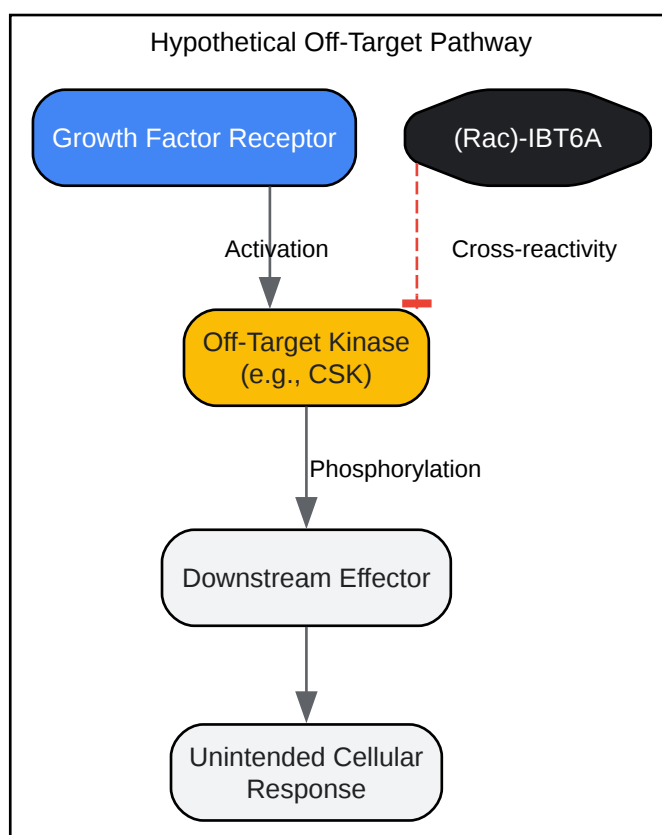 Hypothetical Off-Target Pathway
Growth Factor Receptor
(Rac)-IBT6A
Activation
Cross-reactivity
Off-Target Kinase
(e.g., CSK)
Phosphorylation
Downstream Effector
Unintended Cellular
Response